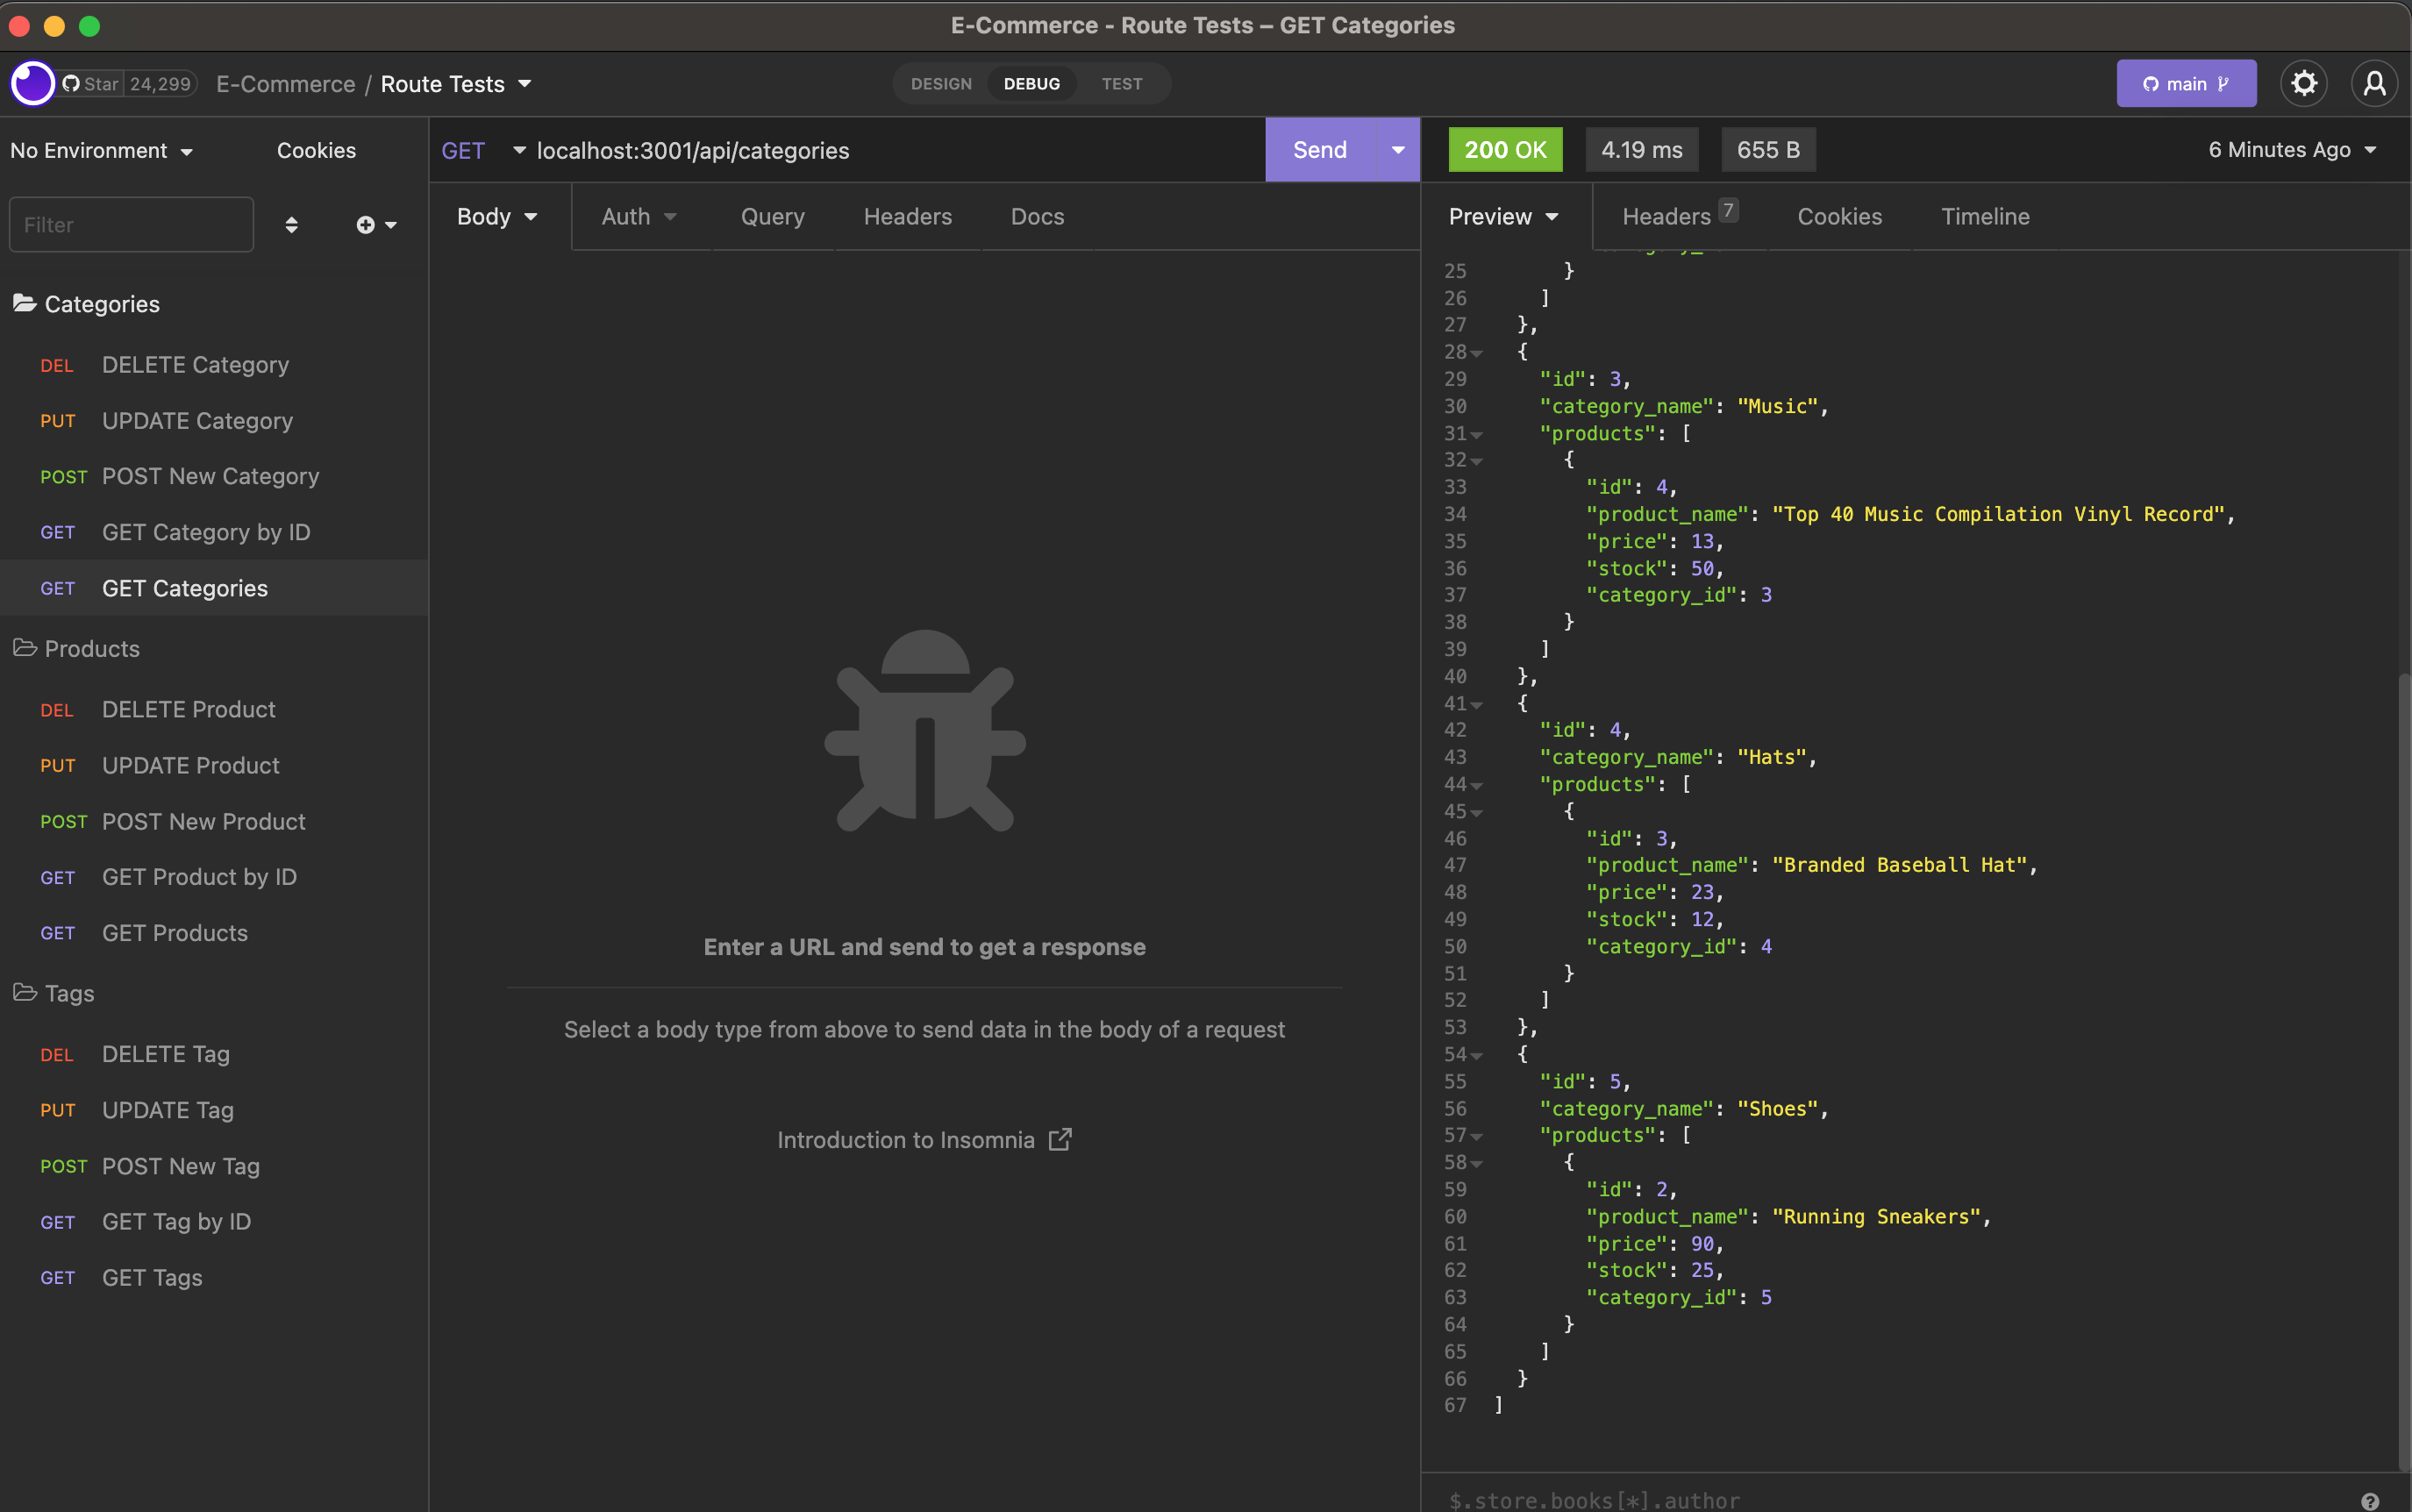 E-Commerce - Route Tests – GET Categories
Star 24,299
E-Commerce / Route Tests
DESIGN DEBUG TEST
main
No Environment
Cookies
Filter
Categories
DEL DELETE Category
PUT UPDATE Category
POST POST New Category
GET GET Category by ID
GET GET Categories
Products
DEL DELETE Product
PUT UPDATE Product
POST POST New Product
GET GET Product by ID
GET GET Products
Tags
DEL DELETE Tag
PUT UPDATE Tag
POST POST New Tag
GET GET Tag by ID
GET GET Tags
GET localhost:3001/api/categories
Send
Body Auth Query Headers Docs
Enter a URL and send to get a response
Select a body type from above to send data in the body of a request
Introduction to Insomnia
200 OK 4.19 ms 655 B 6 Minutes Ago
Preview Headers 7 Cookies Timeline
25 }
26 ]
27 },
28 {
29 "id": 3,
30 "category_name": "Music",
31 "products": [
32 {
33 "id": 4,
34 "product_name": "Top 40 Music Compilation Vinyl Record",
35 "price": 13,
36 "stock": 50,
37 "category_id": 3
38 }
39 ]
40 },
41 {
42 "id": 4,
43 "category_name": "Hats",
44 "products": [
45 {
46 "id": 3,
47 "product_name": "Branded Baseball Hat",
48 "price": 23,
49 "stock": 12,
50 "category_id": 4
51 }
52 ]
53 },
54 {
55 "id": 5,
56 "category_name": "Shoes",
57 "products": [
58 {
59 "id": 2,
60 "product_name": "Running Sneakers",
61 "price": 90,
62 "stock": 25,
63 "category_id": 5
64 }
65 ]
66 }
67 ]
$.store.books[*].author